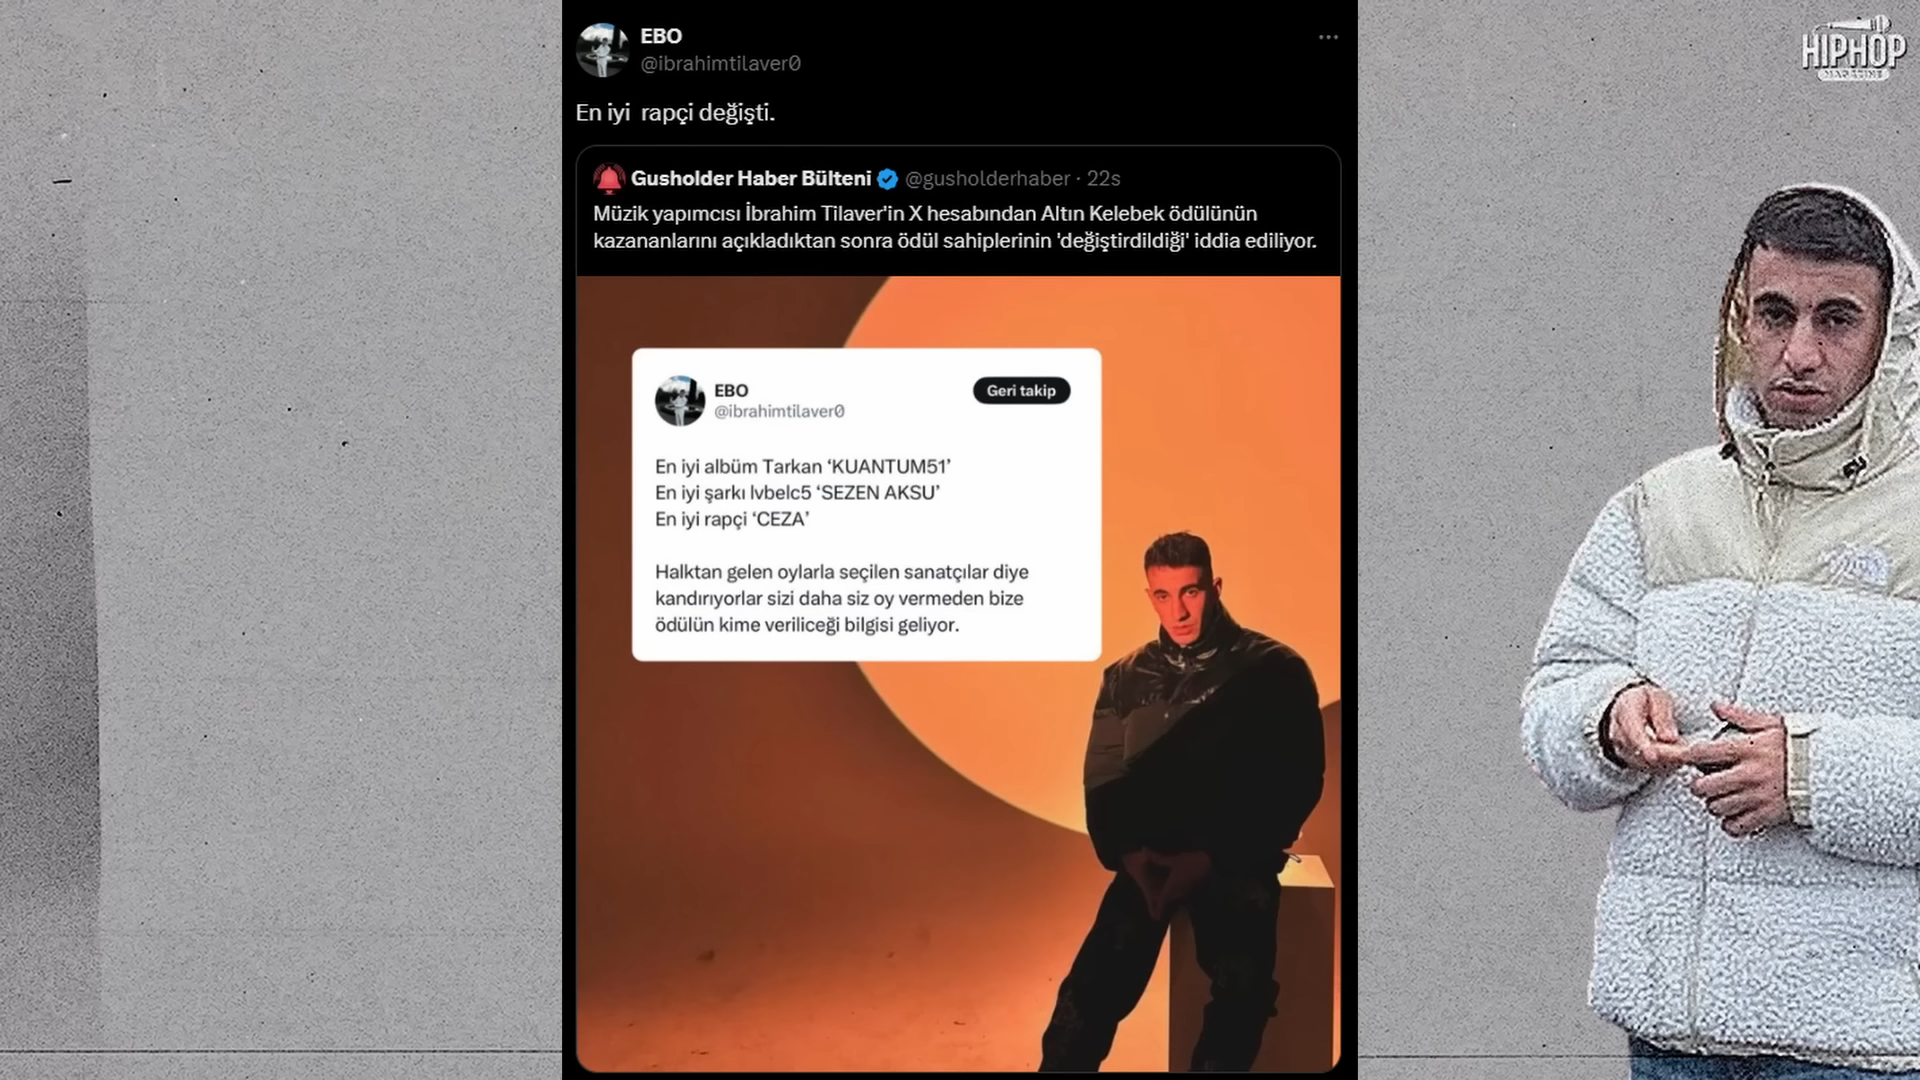 HIPHOP
MAGAZINE
EBO
@ibrahimtilaver0
En iyi  rapçi değişti.
Gusholder Haber Bülteni @gusholderhaber · 22s
Müzik yapımcısı İbrahim Tilaver'in X hesabından Altın Kelebek ödülünün
kazananlarını açıkladıktan sonra ödül sahiplerinin 'değiştirdildiği' iddia ediliyor.
EBO
Geri takip
@ibrahimtilaver0
En iyi albüm Tarkan ‘KUANTUM51’
En iyi şarkı lvbelc5 ‘SEZEN AKSU’
En iyi rapçi ‘CEZA’
Halktan gelen oylarla seçilen sanatçılar diye
kandırıyorlar sizi daha siz oy vermeden bize
ödülün kime veriliceği bilgisi geliyor.